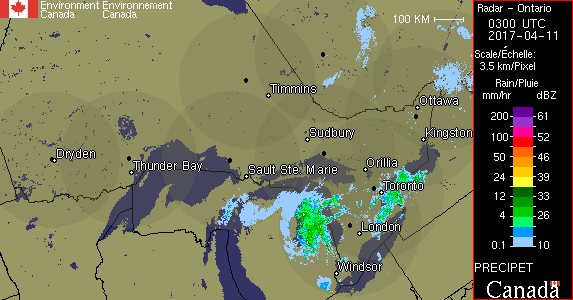 Environment Environnement
Canada Canada
100 KM
Timmins
Ottawa
Sudbury
Kingston
Dryden
Thunder Bay
Sault Ste. Marie
Orillia
Toronto
London
Windsor
Radar - Ontario
0300 UTC
2017-04-11
Scale/Échelle:
3.5 km/Pixel
Rain/Pluie
mm/hr dBZ
200 61
100 52
50 46
24 39
12 33
4 26
0.1 10
PRECIPET
Canada